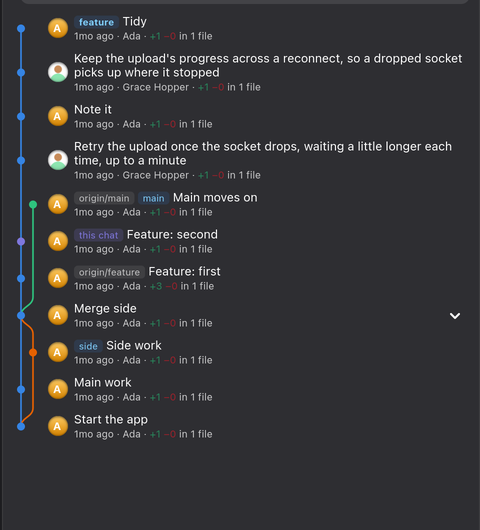 A feature Tidy
1mo ago · Ada · +1 −0 in 1 file
Keep the upload's progress across a reconnect, so a dropped socket
picks up where it stopped
1mo ago · Grace Hopper · +1 −0 in 1 file
A Note it
1mo ago · Ada · +1 −0 in 1 file
Retry the upload once the socket drops, waiting a little longer each
time, up to a minute
1mo ago · Grace Hopper · +1 −0 in 1 file
A origin/main main Main moves on
1mo ago · Ada · +1 −0 in 1 file
A this chat Feature: second
1mo ago · Ada · +1 −0 in 1 file
A origin/feature Feature: first
1mo ago · Ada · +3 −0 in 1 file
A Merge side
1mo ago · Ada · +1 −0 in 1 file
A side Side work
1mo ago · Ada · +1 −0 in 1 file
A Main work
1mo ago · Ada · +1 −0 in 1 file
A Start the app
1mo ago · Ada · +1 −0 in 1 file